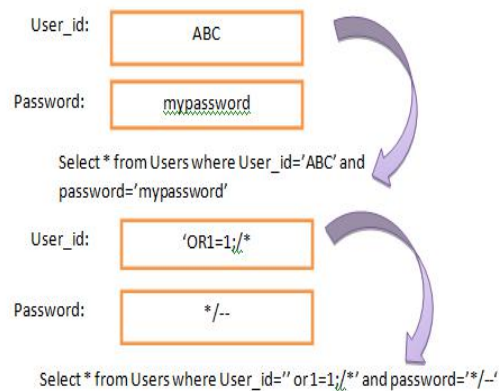 User_id: ABC
Password: mypassword
Select * from Users where User_id=’ABC’ and
password=’mypassword’
User_id: ‘OR1=1;/*
Password: */--
Select * from Users where User_id=’’ or1=1;/*’ and password=’*/--‘